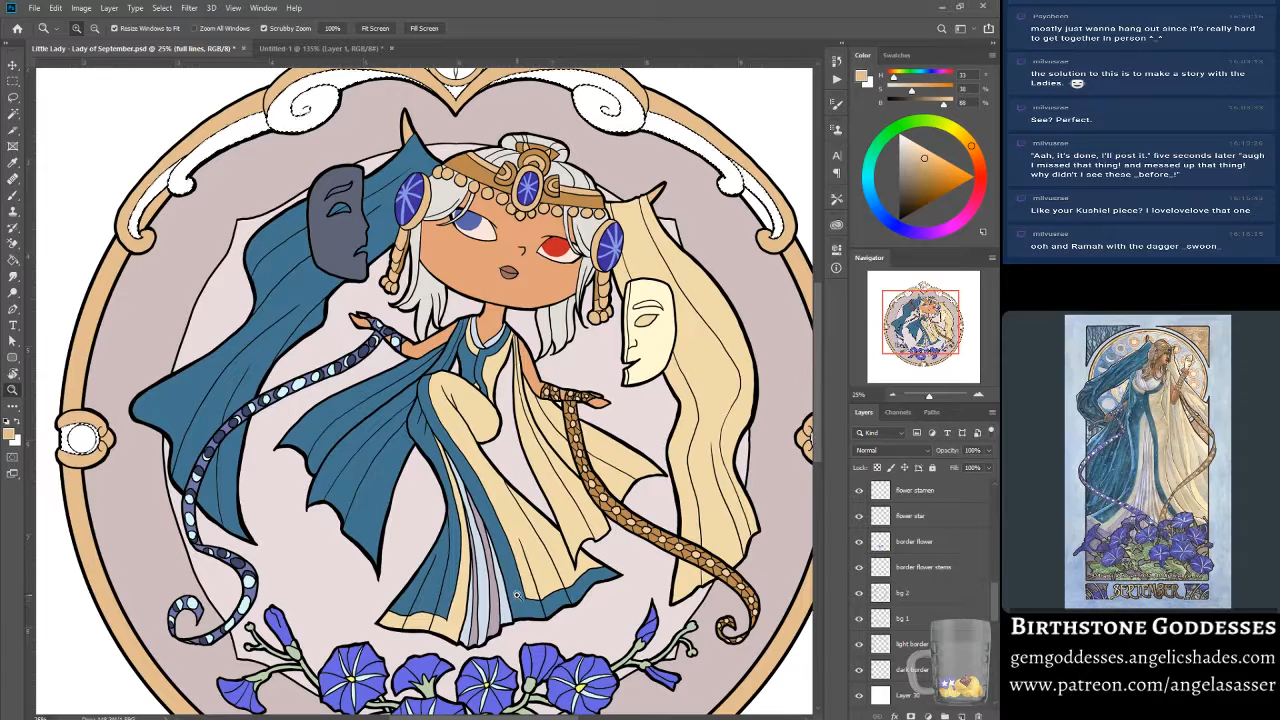 File Edit Image Layer Type Select Filter 3D View Window Help
Resize Windows to Fit Zoom All Windows Scrubby Zoom 100% Fit Screen Fill Screen
Little Lady - Lady of September.psd @ 25% (full lines, RGB/8) * × Untitled-1 @ 135% (Layer 1, RGB/8#) * ×
Color Swatches
H 33 °
S 38 %
B 88 %
Navigator
25%
Layers Channels Paths
Kind
Normal Opacity: 100%
Lock: Fill: 100%
flower stamen
flower star
border flower
border flower stems
bg 2
bg 1
light border
dark border
Layer 30
25%
Psycheen
mostly just wanna hang out since it's really hard
to get together in person ^_^
milvusrae
the solution to this is to make a story with the
Ladies.
milvusrae
See? Perfect.
milvusrae
"Aah, it's done, I'll post it." five seconds later "augh
I missed that thing! and messed up that thing!
why didn't I see these _before_!"
milvusrae
Like your Kushiel piece? I lovelovelove that one
milvusrae
ooh and Ramah with the dagger _swoon_
SEPTEMBER
Birthstone Goddesses
gemgoddesses.angelicshades.com
www.patreon.com/angelasasser